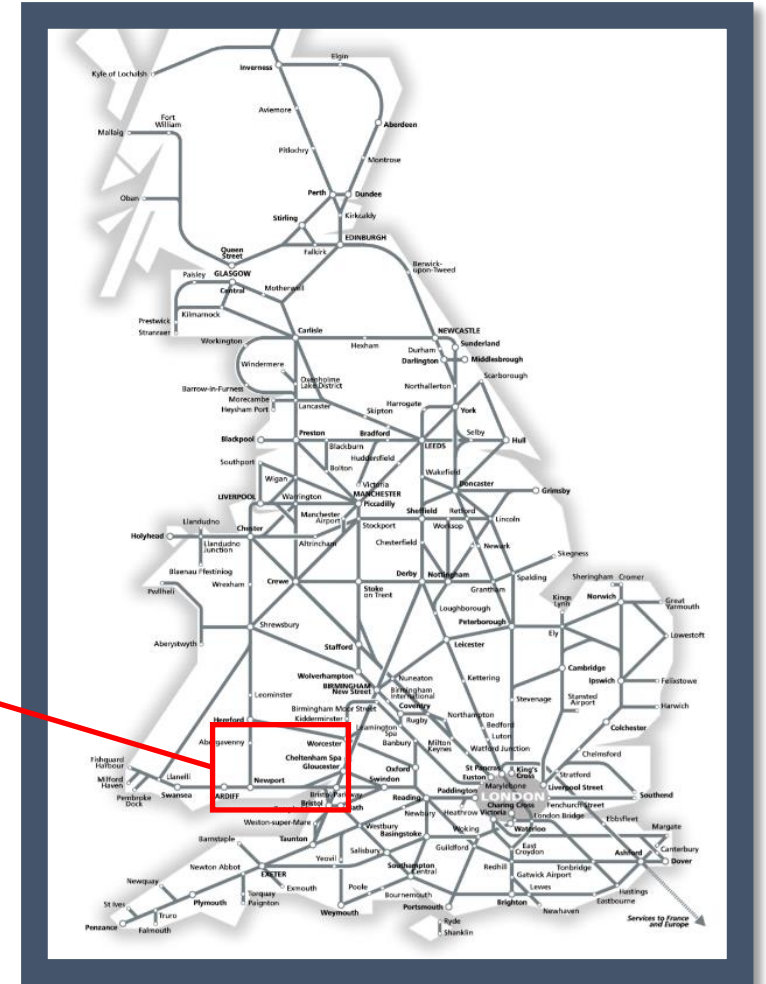 Inverness
Elgin
Kyle of Lochalsh
Aviemore
Fort
William
Mallaig
Aberdeen
Pitlochry
Montrose
Perth
Dundee
Oban
Stirling
Kirkcaldy
EDINBURGH
Queen
Street
Falkirk
Berwick-
upon-Tweed
Paisley
GLASGOW
Central
Motherwell
Prestwick
Kilmarnock
Stranraer
Carlisle
NEWCASTLE
Workington
Hexham
Durham
Sunderland
Darlington
Middlesbrough
Windermere
Scarborough
Oxenholme
Lake District
Barrow-in-Furness
Northallerton
Morecambe
Lancaster
Harrogate
Heysham Port
Skipton
York
Preston
Bradford
Selby
Blackpool
Blackburn
LEEDS
Hull
Southport
Huddersfield
Bolton
Wakefield
Wigan
Victoria
MANCHESTER
Doncaster
Grimsby
LIVERPOOL
Warrington
Piccadilly
Manchester
Airport
Sheffield
Retford
Llandudno
Stockport
Worksop
Lincoln
Holyhead
Chester
Llandudno
Junction
Altrincham
Chesterfield
Newark
Skegness
Blaenau Ffestiniog
Derby
Nottingham
Pwllheli
Wrexham
Crewe
Stoke
on Trent
Grantham
Spalding
Sheringham
Cromer
Loughborough
Kings
Lynn
Norwich
Great
Yarmouth
Shrewsbury
Peterborough
Ely
Aberystwyth
Stafford
Leicester
Lowestoft
Wolverhampton
Cambridge
BIRMINGHAM
New Street
Nuneaton
Kettering
Ipswich
Felixstowe
Birmingham
International
Leominster
Stevenage
Stansted
Airport
Birmingham Moor Street
Coventry
Harwich
Kidderminster
Rugby
Northampton
Hereford
Leamington
Spa
Bedford
Colchester
Abergavenny
Worcester
Banbury
Milton
Keynes
Luton
Watford Junction
Chelmsford
Cheltenham Spa
Gloucester
Oxford
St Pancras
King's
Cross
Fishguard
Harbour
Euston
Stratford
Llanelli
Newport
Swindon
Marylebone
Liverpool Street
Milford
Haven
Paddington
LONDON
Southend
Pembroke
Dock
Swansea
ARDIFF
Bristol Parkway
Reading
Charing Cross
Fenchurch Street
Bristol
ath
Newbury
Heathrow
Victoria
London Bridge
Ebbsfleet
Weston-super-Mare
Westbury
Waterloo
Margate
Barnstaple
Taunton
Basingstoke
Woking
East
Croydon
Canterbury
Salisbury
Guildford
Ashford
Dover
Newton Abbot
Yeovil
Southampton
Central
Redhill
Tonbridge
EXETER
Gatwick Airport
Newquay
Exmouth
Poole
Lewes
Hastings
Torquay
Paignton
Bournemouth
Eastbourne
St Ives
Plymouth
Weymouth
Portsmouth
Brighton
Newhaven
Truro
Ryde
Services to France
and Europe
Penzance
Falmouth
Shanklin